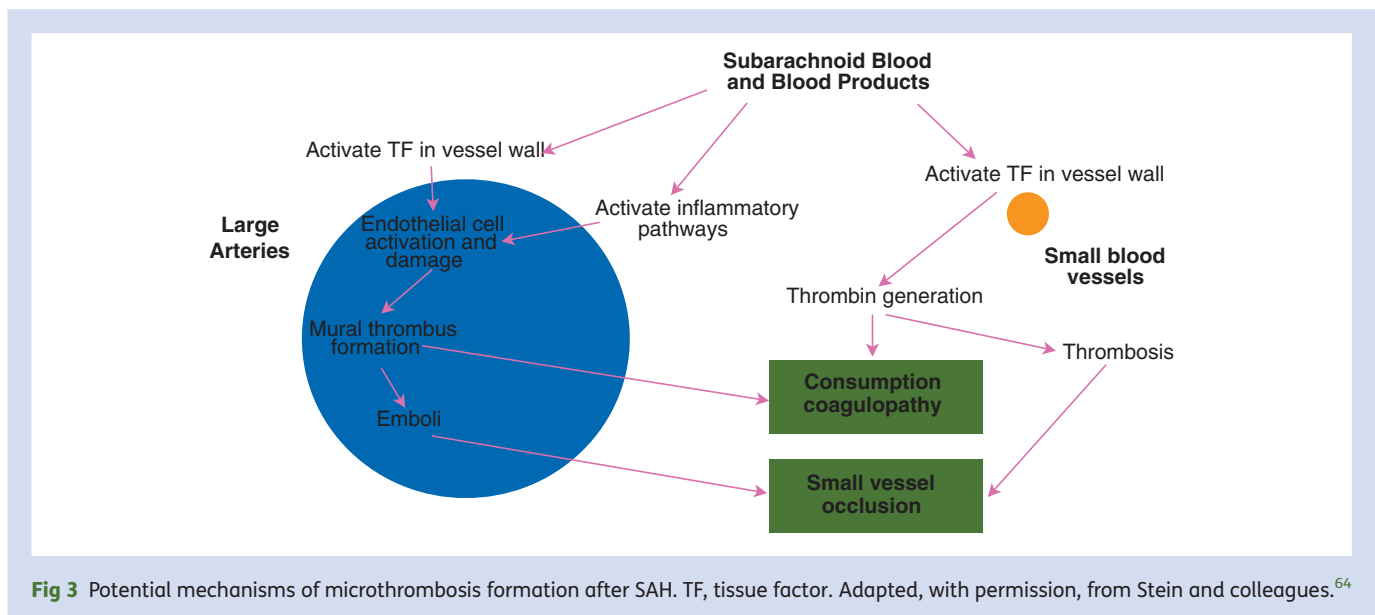 Subarachnoid Blood
and Blood Products
Activate TF in vessel wall
Activate TF in vessel wall
Large
Arteries
Endothelial cell
activation and
damage
Activate inflammatory
pathways
Small blood
vessels
Thrombin generation
Mural thrombus
formation
Thrombosis
Consumption
coagulopathy
Emboli
Small vessel
occlusion
Fig 3 Potential mechanisms of microthrombosis formation after SAH. TF, tissue factor. Adapted, with permission, from Stein and colleagues.64